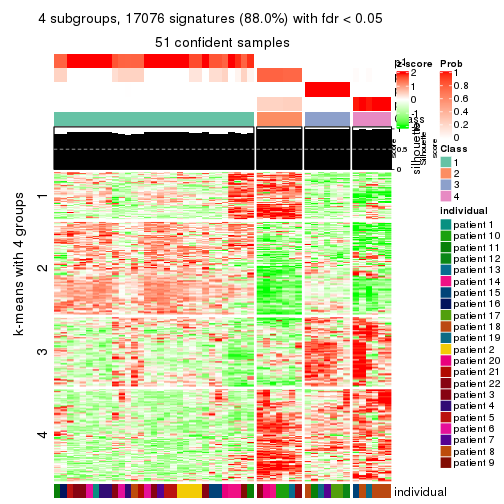 4 subgroups, 17076 signatures (88.0%) with fdr < 0.05
51 confident samples
k-means with 4 groups
1
2
3
4
Class
silhouette
score
0.5
0
z-score
2
1
0
-1
-2
Silhouette
score
Prob
1
0.8
0.6
0.4
0.2
0
Class
1
2
3
4
individual
patient 1
patient 10
patient 11
patient 12
patient 13
patient 14
patient 15
patient 16
patient 17
patient 18
patient 19
patient 2
patient 20
patient 21
patient 22
patient 3
patient 4
patient 5
patient 6
patient 7
patient 8
patient 9
individual